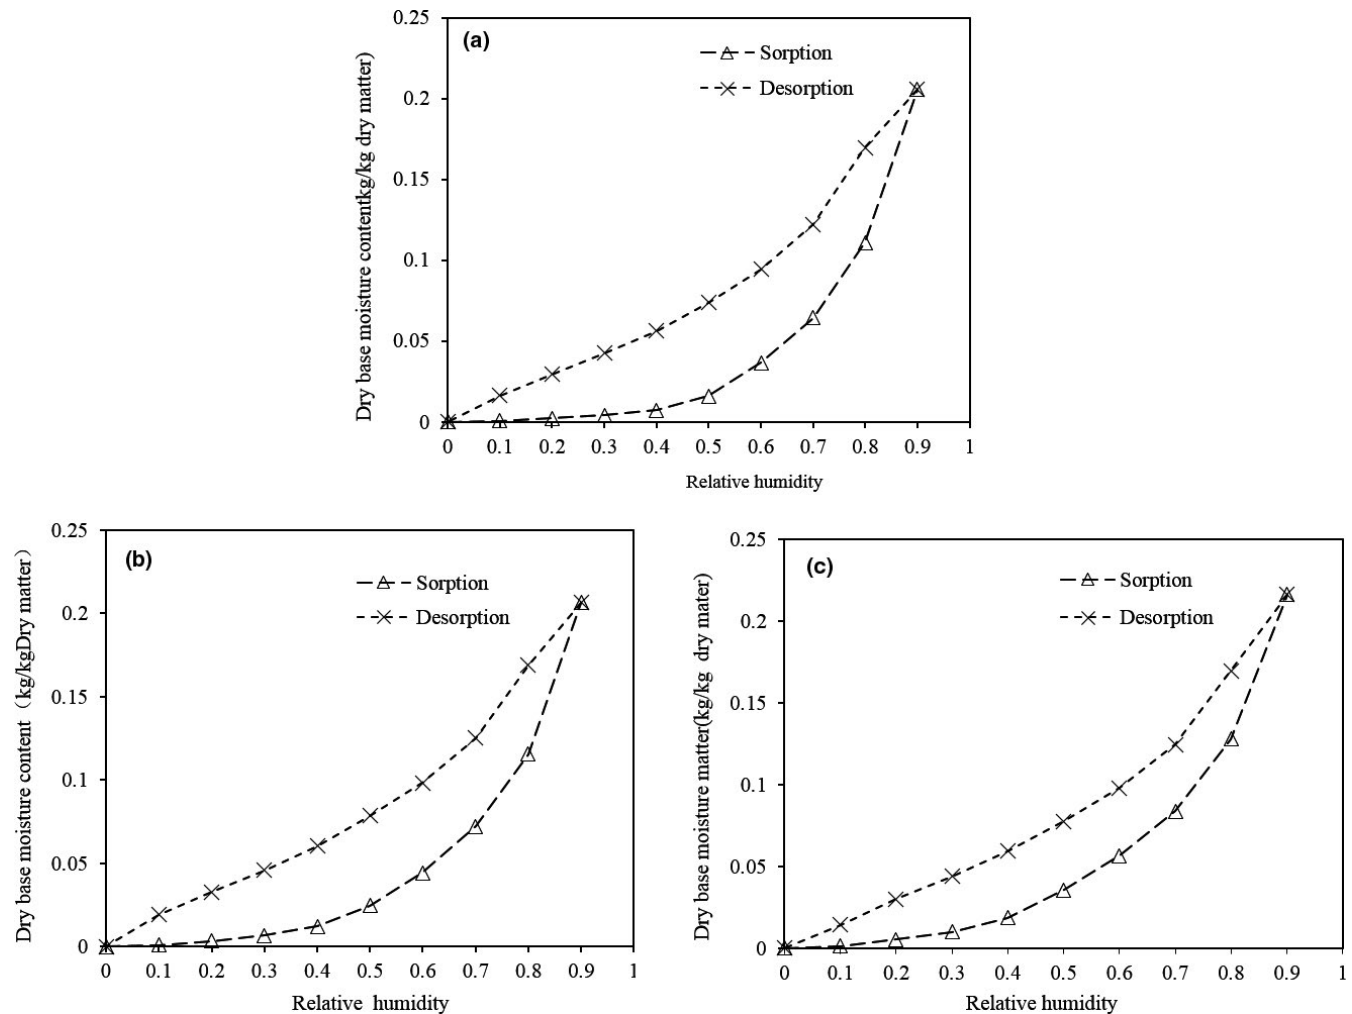 (a)
Sorption
Desorption
Dry base moisture contentkg/kg dry matter)
0.25
0.2
0.15
0.1
0.05
0
0 0.1 0.2 0.3 0.4 0.5 0.6 0.7 0.8 0.9 1
Relative humidity
(b)
Sorption
Desorption
Dry base moisture content（kg/kgDry matter）
0.25
0.2
0.15
0.1
0.05
0
0 0.1 0.2 0.3 0.4 0.5 0.6 0.7 0.8 0.9 1
Relative humidity
(c)
Sorption
Desorption
Dry base moisture matter(kg/kg dry mater)
0.25
0.2
0.15
0.1
0.05
0
0 0.1 0.2 0.3 0.4 0.5 0.6 0.7 0.8 0.9 1
Relative humidity